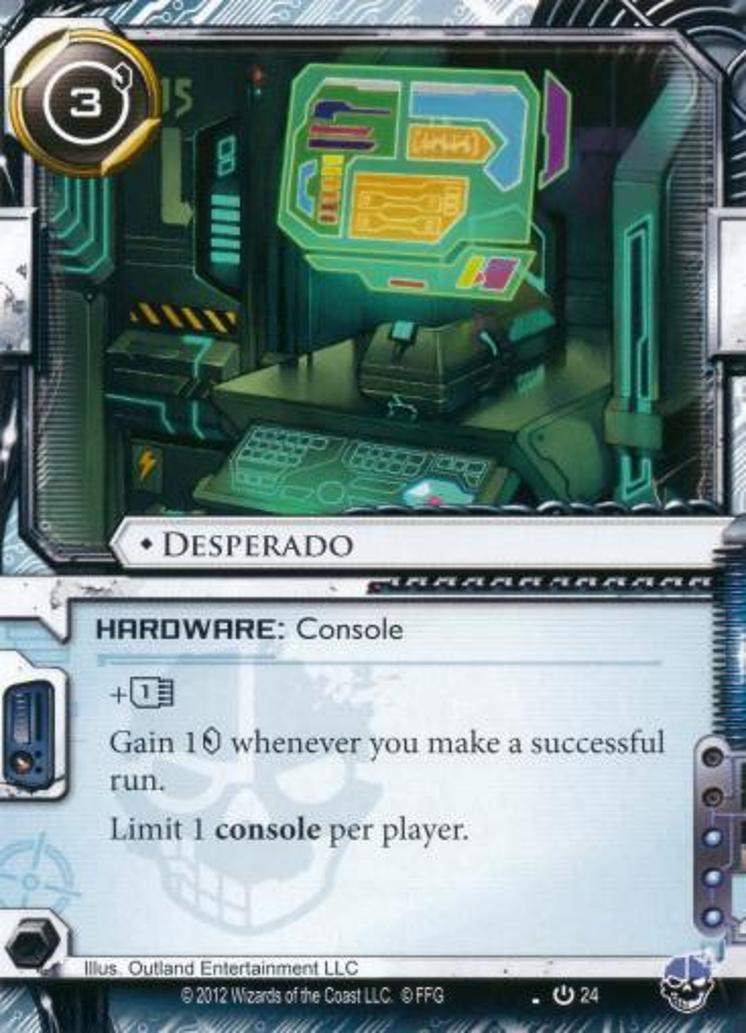 3
15
• DESPERADO
HARDWARE: Console
+1
Gain 1 whenever you make a successful
run.
Limit 1 console per player.
Illus. Outland Entertainment LLC
© 2012 Wizards of the Coast LLC. © FFG
24